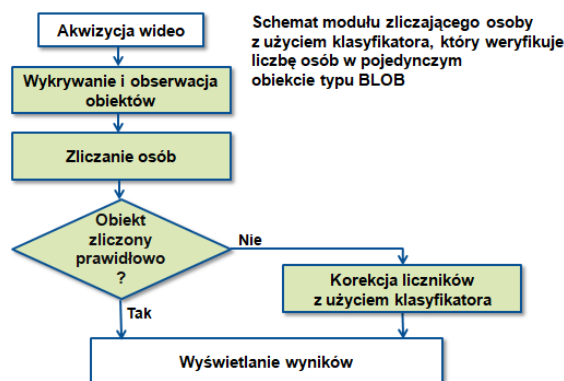 Akwizycja wideo
Schemat modułu zliczającego osoby
z użyciem klasyfikatora, który weryfikuje
liczbę osób w pojedynczym
obiekcie typu BLOB
Wykrywanie i obserwacja
obiektów
Zliczanie osób
Obiekt
zliczony
prawidłowo
?
Nie
Korekcja liczników
z użyciem klasyfikatora
Tak
Wyświetlanie wyników